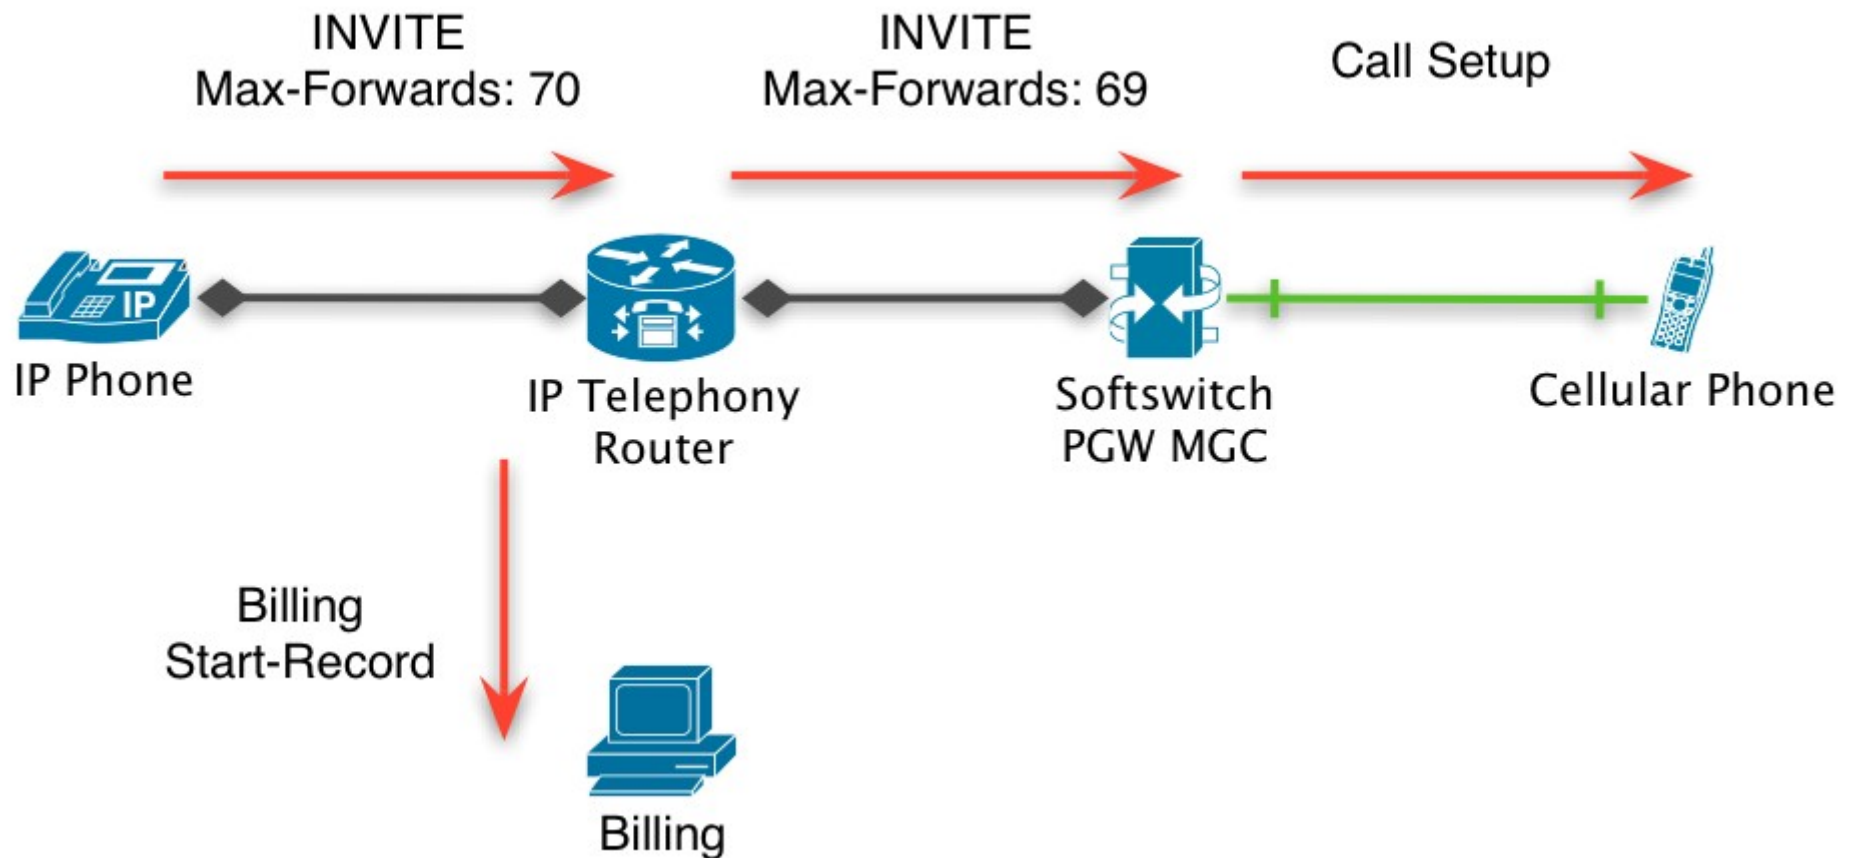 INVITE
Max-Forwards: 70
INVITE
Max-Forwards: 69
Call Setup
IP
IP Phone
IP Telephony
Router
Softswitch
PGW MGC
Cellular Phone
Billing
Start-Record
Billing